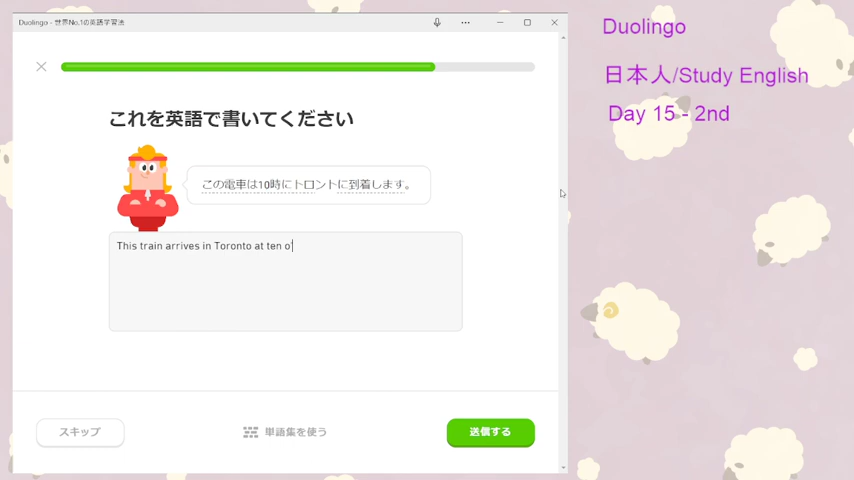 Duolingo - 世界No.1の英語学習法
Duolingo
日本人/Study English
Day 15 - 2nd
これを英語で書いてください
この電車は10時にトロントに到着します。
This train arrives in Toronto at ten o
スキップ
単語集を使う
送信する